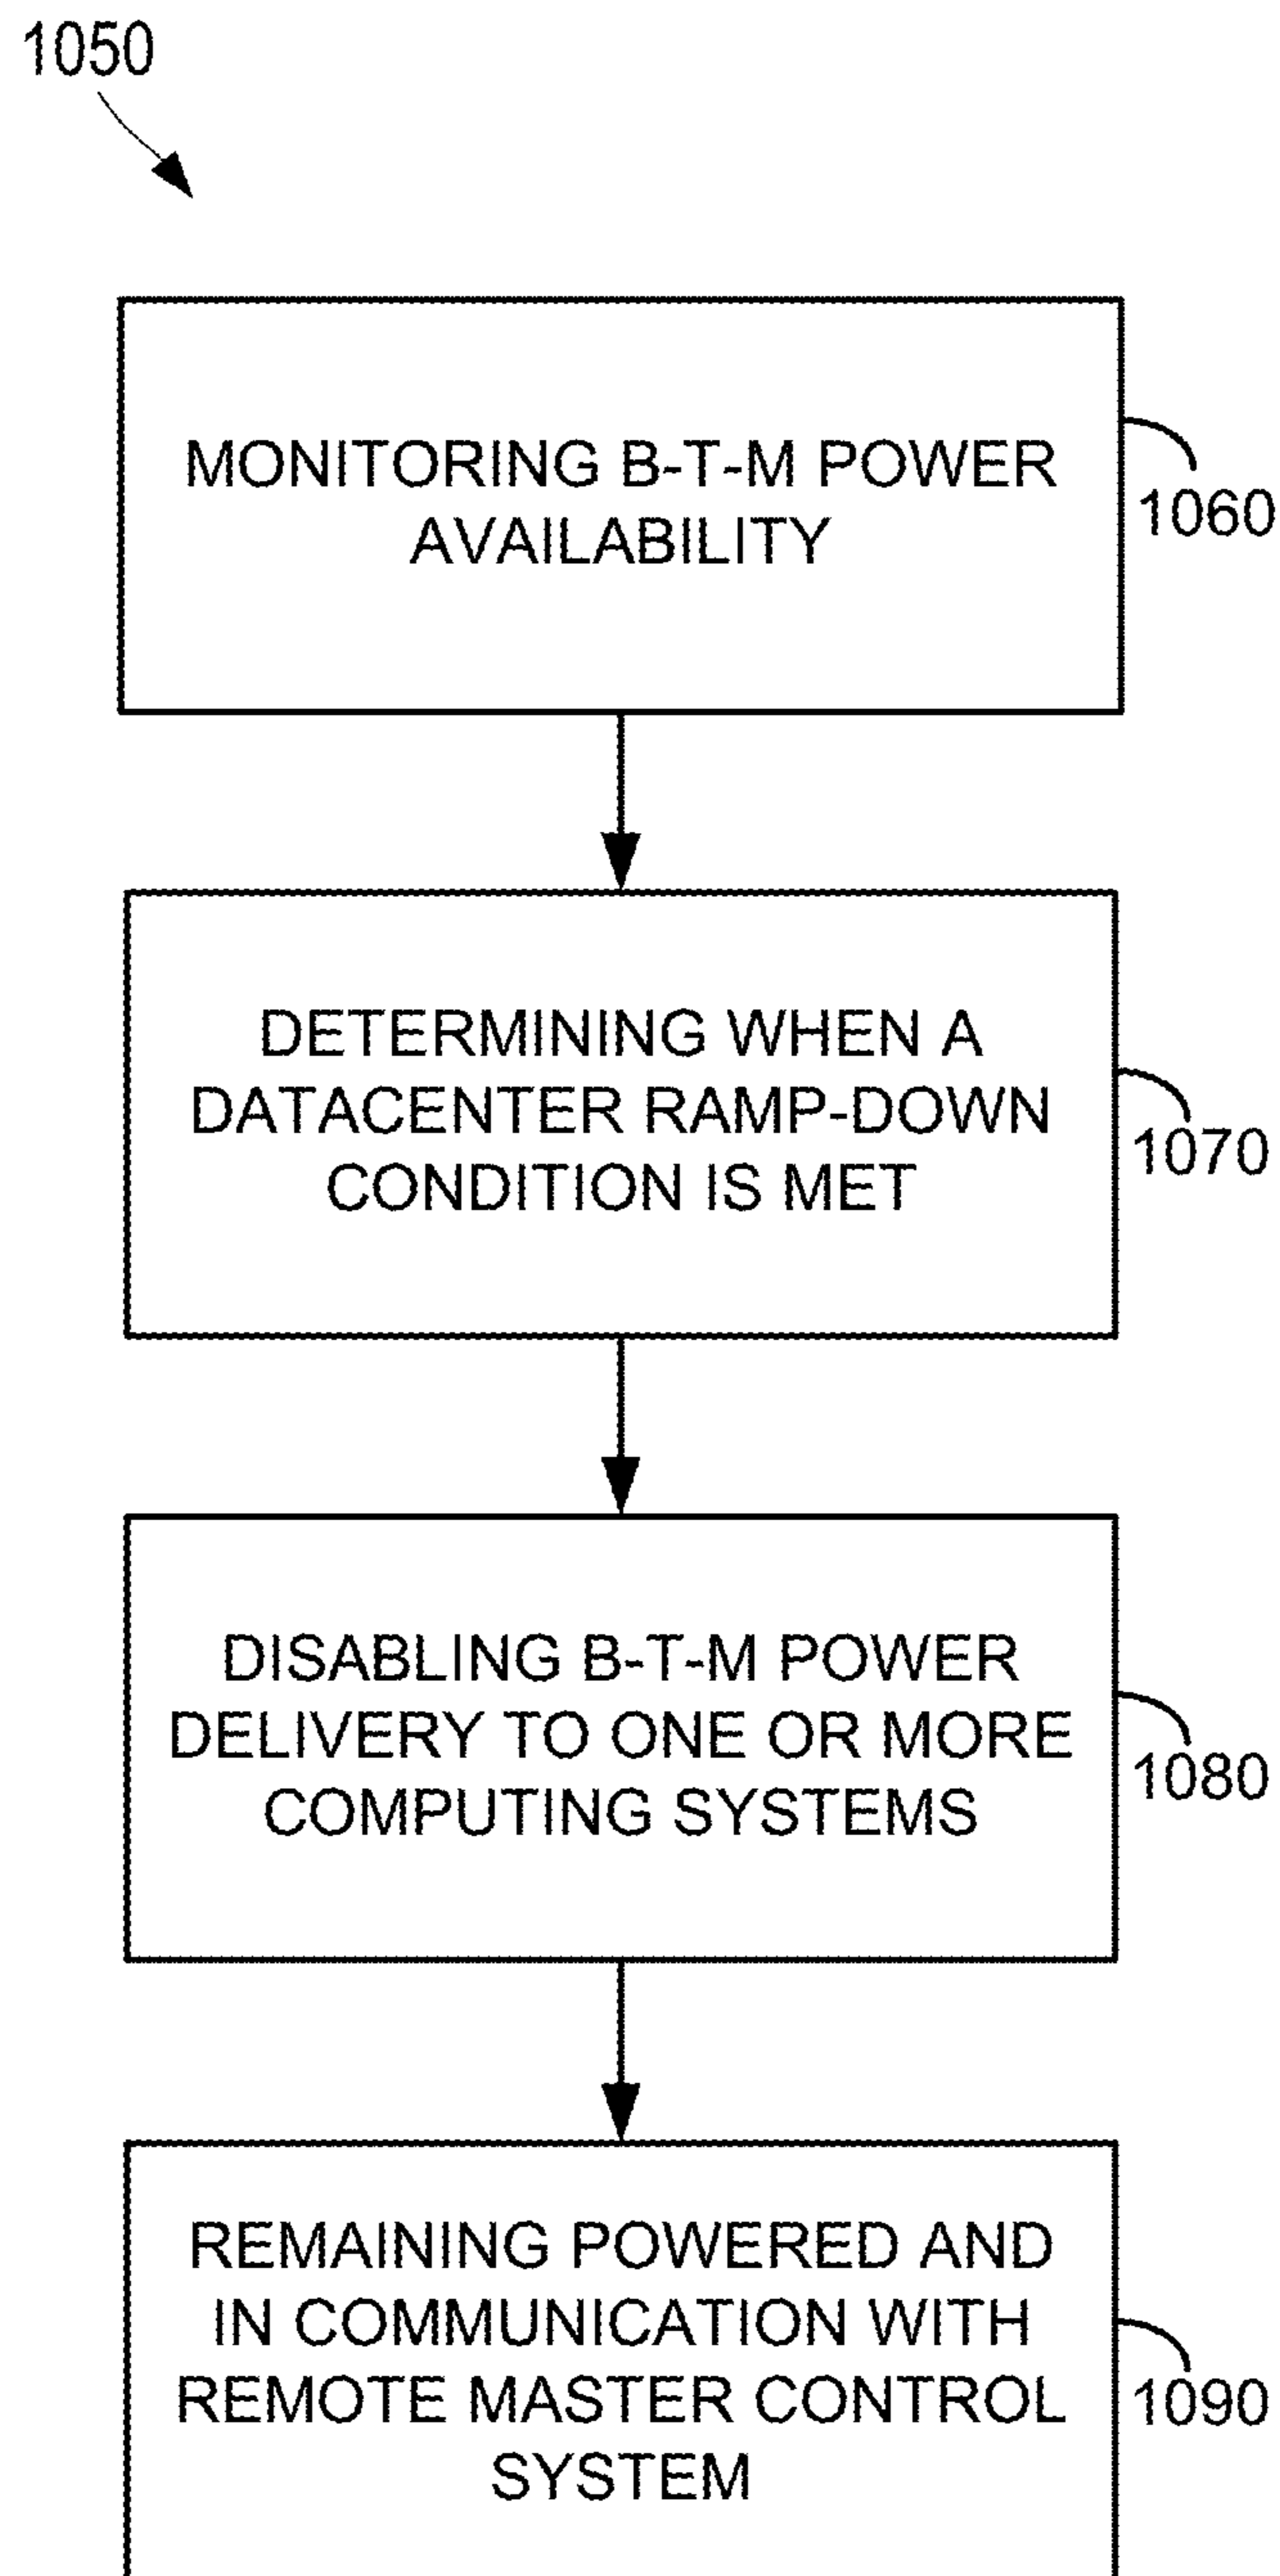 1050
MONITORING B-T-M POWER
AVAILABILITY
1060
DETERMINING WHEN A
DATACENTER RAMP-DOWN
CONDITION IS MET
1070
DISABLING B-T-M POWER
DELIVERY TO ONE OR MORE
COMPUTING SYSTEMS
1080
REMAINING POWERED AND
IN COMMUNICATION WITH
REMOTE MASTER CONTROL
SYSTEM
1090